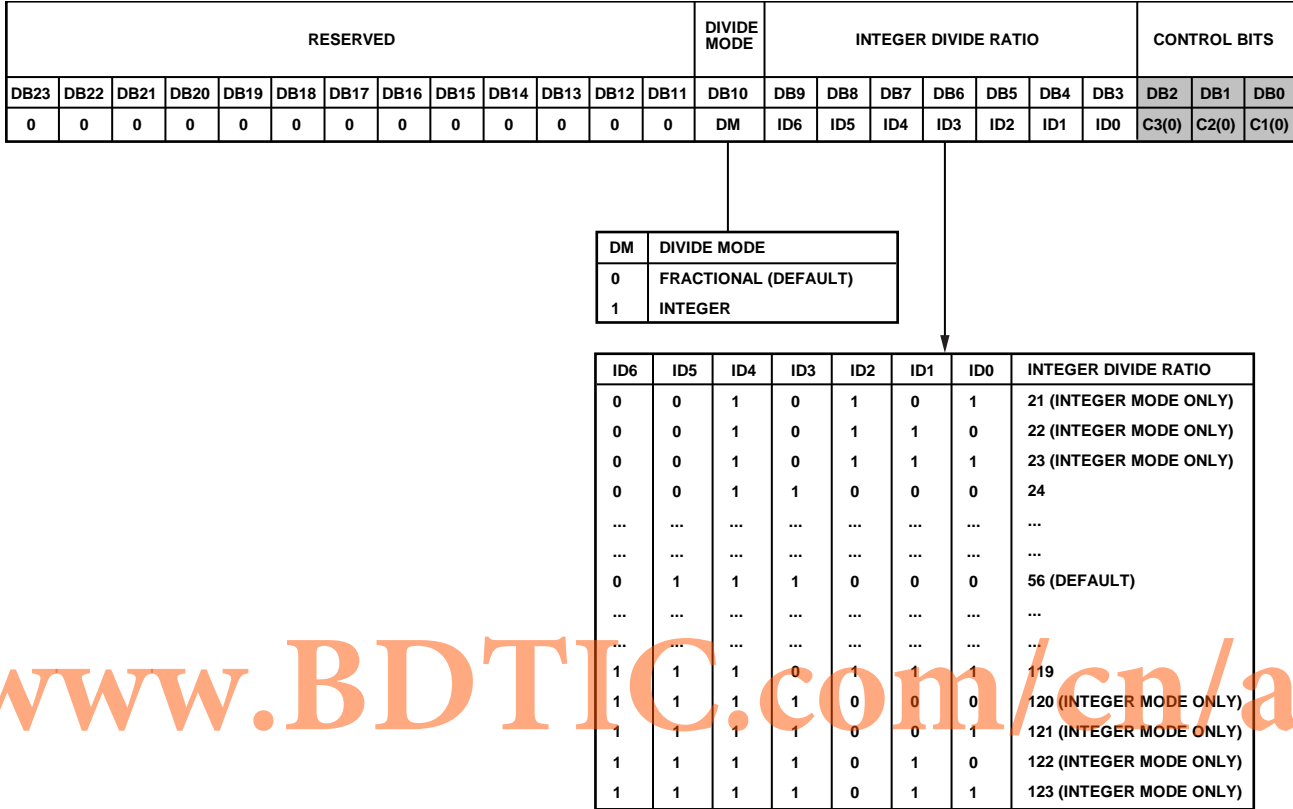 RESERVED DIVIDE MODE INTEGER DIVIDE RATIO CONTROL BITS
DB23 DB22 DB21 DB20 DB19 DB18 DB17 DB16 DB15 DB14 DB13 DB12 DB11 DB10 DB9 DB8 DB7 DB6 DB5 DB4 DB3 DB2 DB1 DB0
0 0 0 0 0 0 0 0 0 0 0 0 0 DM ID6 ID5 ID4 ID3 ID2 ID1 ID0 C3(0) C2(0) C1(0)
DM DIVIDE MODE
0 FRACTIONAL (DEFAULT)
1 INTEGER
ID6 ID5 ID4 ID3 ID2 ID1 ID0 INTEGER DIVIDE RATIO
0 0 1 0 1 0 1 21 (INTEGER MODE ONLY)
0 0 1 0 1 1 0 22 (INTEGER MODE ONLY)
0 0 1 0 1 1 1 23 (INTEGER MODE ONLY)
0 0 1 1 0 0 0 24
... ... ... ... ... ... ... ...
... ... ... ... ... ... ... ...
0 1 1 1 0 0 0 56 (DEFAULT)
... ... ... ... ... ... ... ...
... ... ... ... ... ... ... ...
1 1 1 0 1 1 1 119
1 1 1 1 0 0 0 120 (INTEGER MODE ONLY)
1 1 1 1 0 0 1 121 (INTEGER MODE ONLY)
1 1 1 1 0 1 0 122 (INTEGER MODE ONLY)
1 1 1 1 0 1 1 123 (INTEGER MODE ONLY)
www.BDTIC.com/cn/a